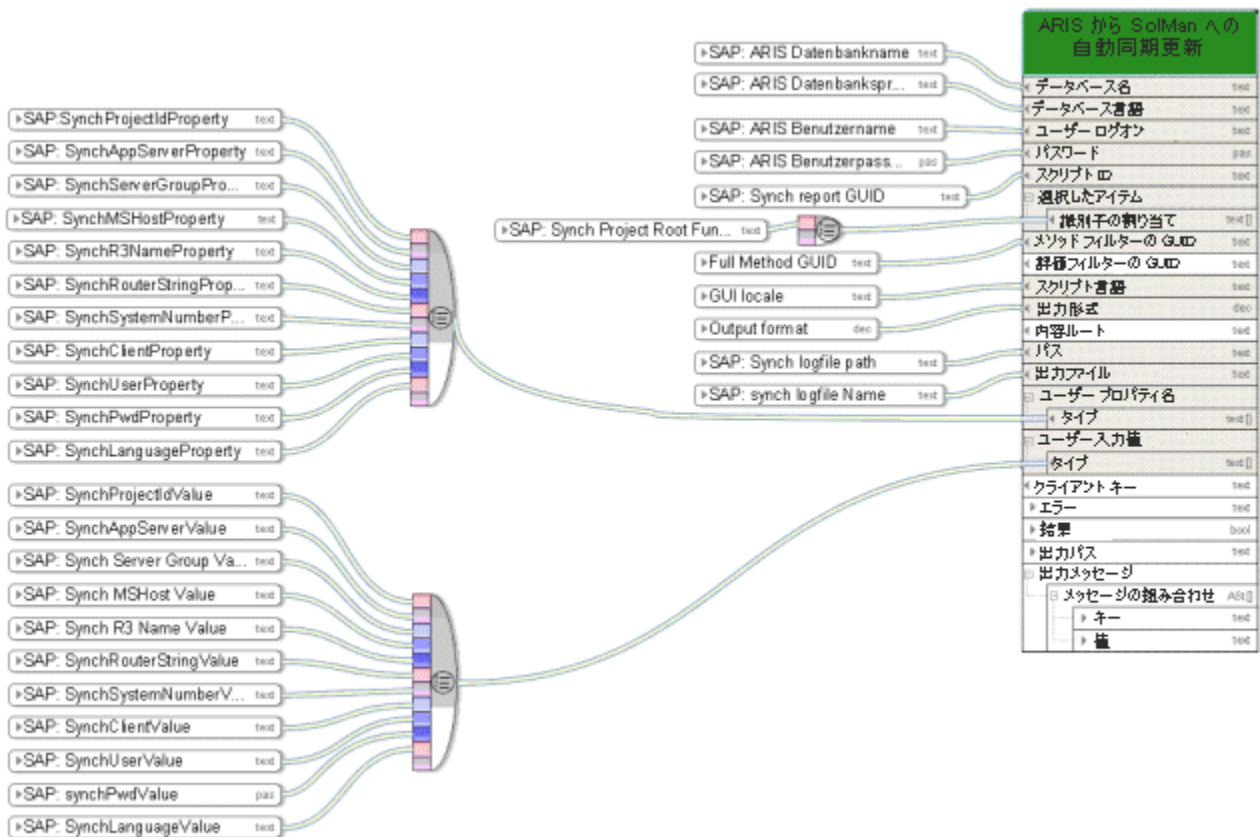 SAP:SynchProjectIdProperty text
SAP: SynchAppServerProperty text
SAP: SynchServerGroupPro... text
SAP: SynchMSHostProperty text
SAP: SynchR3NameProperty text
SAP: SynchRouterStringProp... text
SAP: SynchSystemNumberP... text
SAP: SynchClientProperty text
SAP: SynchUserProperty text
SAP: SynchPwdProperty text
SAP: SynchLanguageProperty text
SAP: SynchProjectIdValue text
SAP: SynchAppServerValue text
SAP: Synch Server Group Va... text
SAP: Synch MSHost Value text
SAP: Synch R3 Name Value text
SAP: SynchRouterStringValue text
SAP: SynchSystemNumberV... text
SAP: SynchClientValue text
SAP: SynchUserValue text
SAP: synchPwdValue pas
SAP: SynchLanguageValue text
SAP: ARIS Datenbankname text
SAP: ARIS Datenbankspr... text
SAP: ARIS Benutzername text
SAP: ARIS Benutzerpass... pas
SAP: Synch report GUID text
SAP: Synch Project Root Fun... text
Full Method GUID text
GUI locale text
Output format dec
SAP: Synch logfile path text
SAP: synch logfile Name text
ARIS から SolMan への
自動同期更新
データベース名 text
データベース言語 text
ユーザー ログオン text
パスワード pas
スクリプト ID text
選択したアイテム
識別子の割り当て text[]
メソッド フィルターの GUID text
評価フィルターの GUID text
スクリプト言語 text
出力形式 dec
内容ルート text
パス text
出力ファイル text
ユーザー プロパティ名
タイプ text[]
ユーザー入力値
タイプ text[]
クライアント キー text
エラー text
結果 bool
出力パス text
出力メッセージ
メッセージの組み合わせ
キー text
値 text